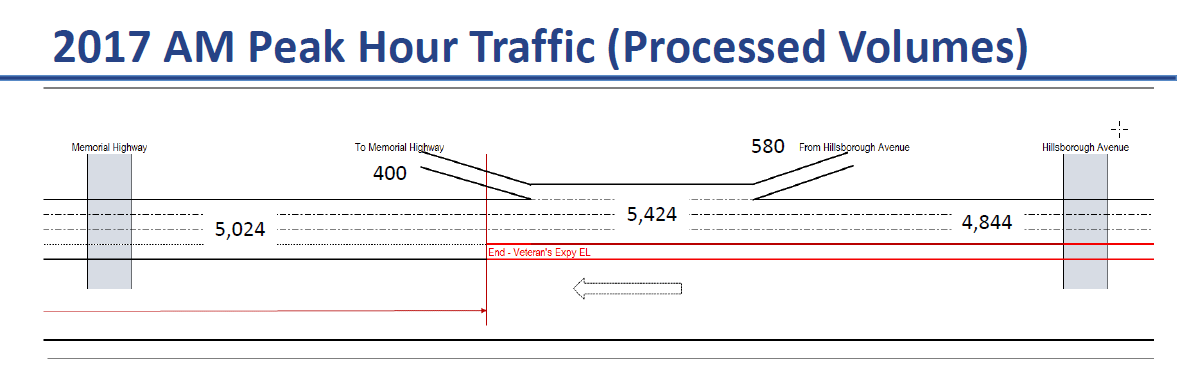 2017 AM Peak Hour Traffic (Processed Volumes)
Memorial Highway
To Memorial Highway
400
580
From Hillsborough Avenue
Hillsborough Avenue
5,024
5,424
4,844
End - Veteran's Expy EL